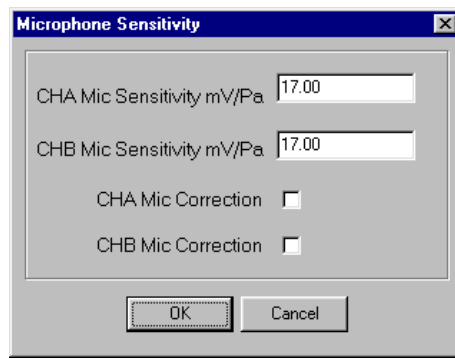 Microphone Sensitivity
CHA Mic Sensitivity mV/Pa 17.00
CHB Mic Sensitivity mV/Pa 17.00
CHA Mic Correction
CHB Mic Correction
OK Cancel